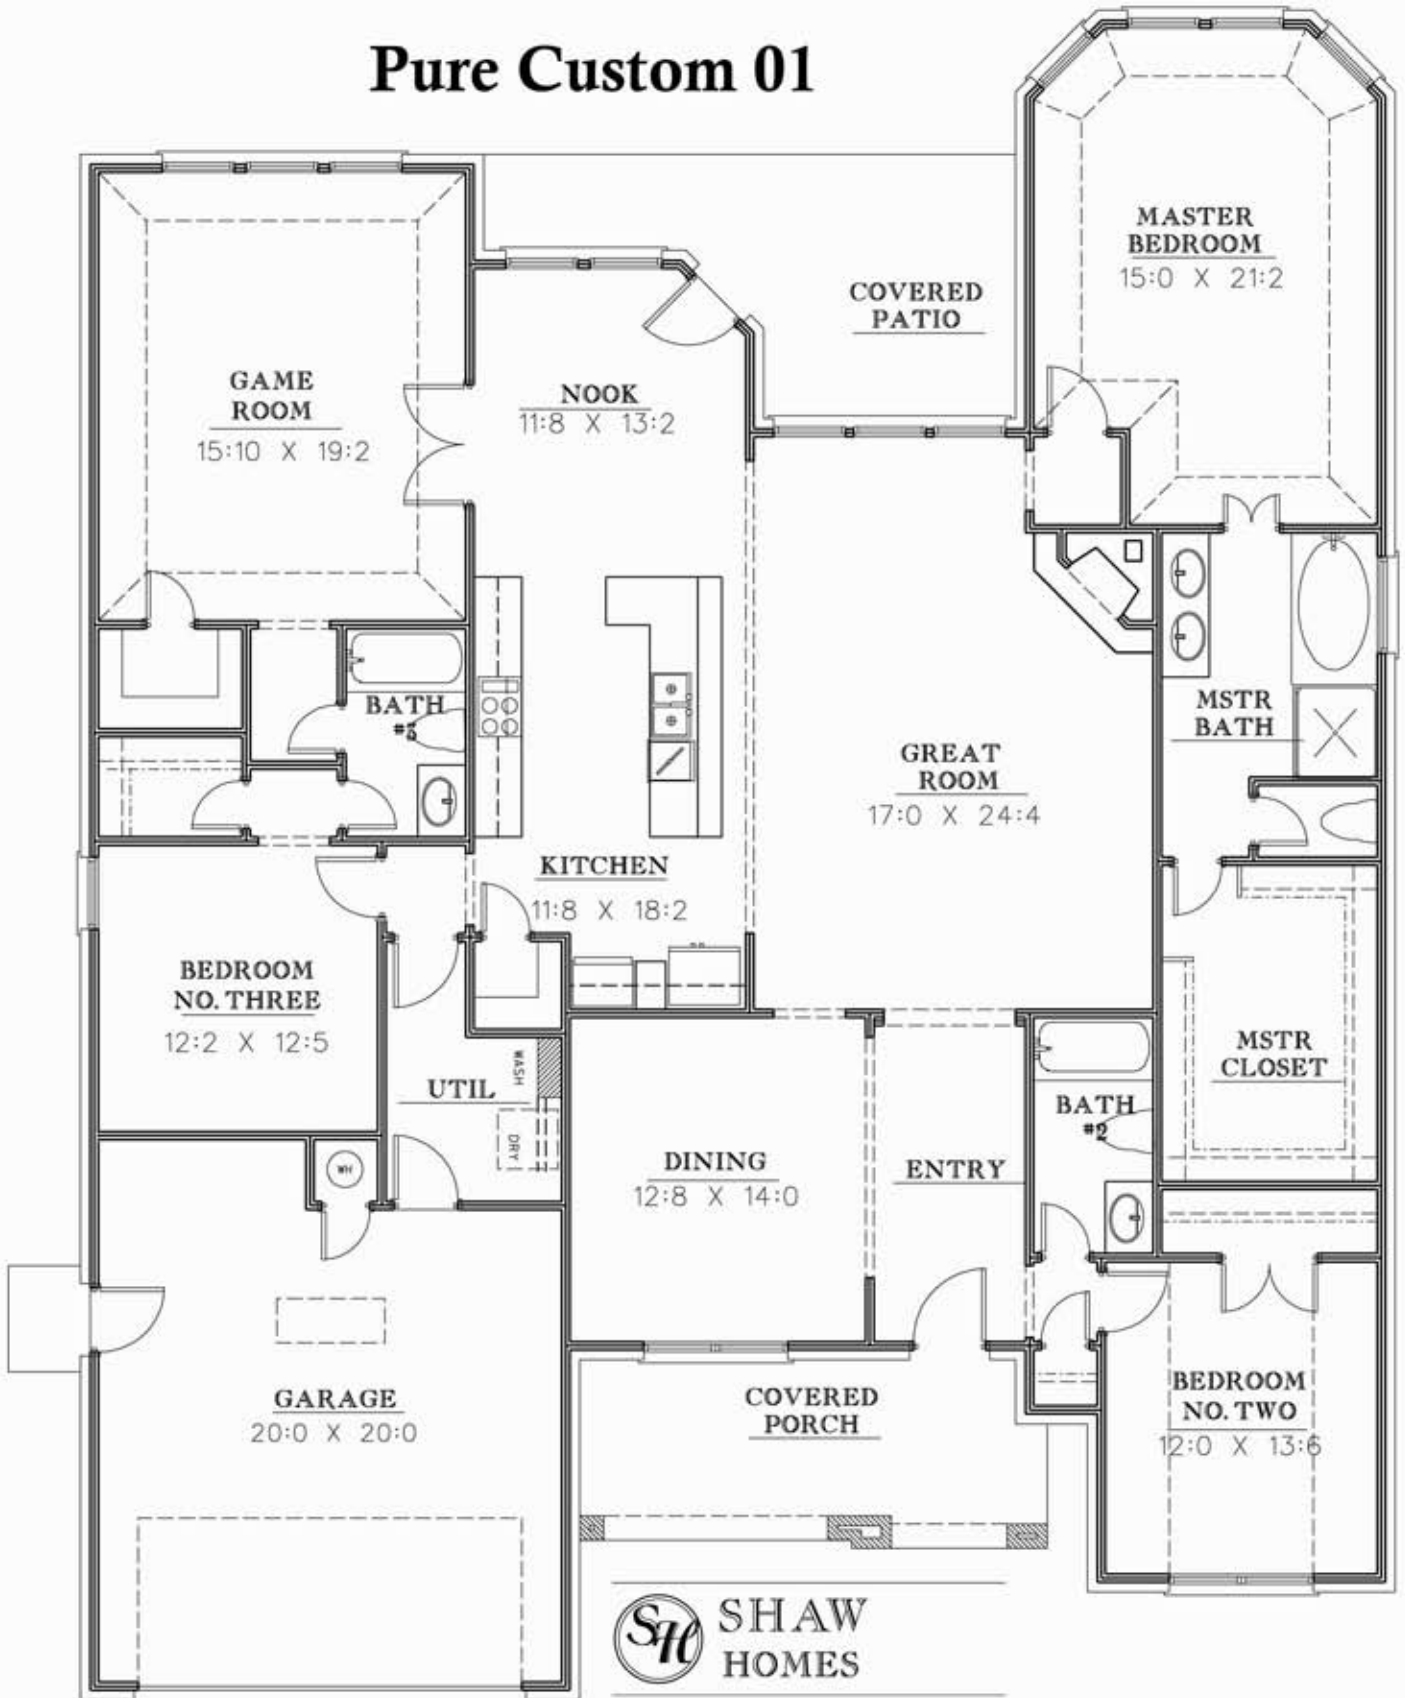 Pure Custom 01
MASTER
BEDROOM
15:0 X 21:2
COVERED
PATIO
GAME
ROOM
15:10 X 19:2
NOOK
11:8 X 13:2
BATH
#3
MSTR
BATH
GREAT
ROOM
17:0 X 24:4
KITCHEN
11:8 X 18:2
BEDROOM
NO. THREE
12:2 X 12:5
MSTR
CLOSET
WASH
UTIL
DRY
BATH
#2
WH
DINING
12:8 X 14:0
ENTRY
GARAGE
20:0 X 20:0
COVERED
PORCH
BEDROOM
NO. TWO
12:0 X 13:6
SH
SHAW
HOMES